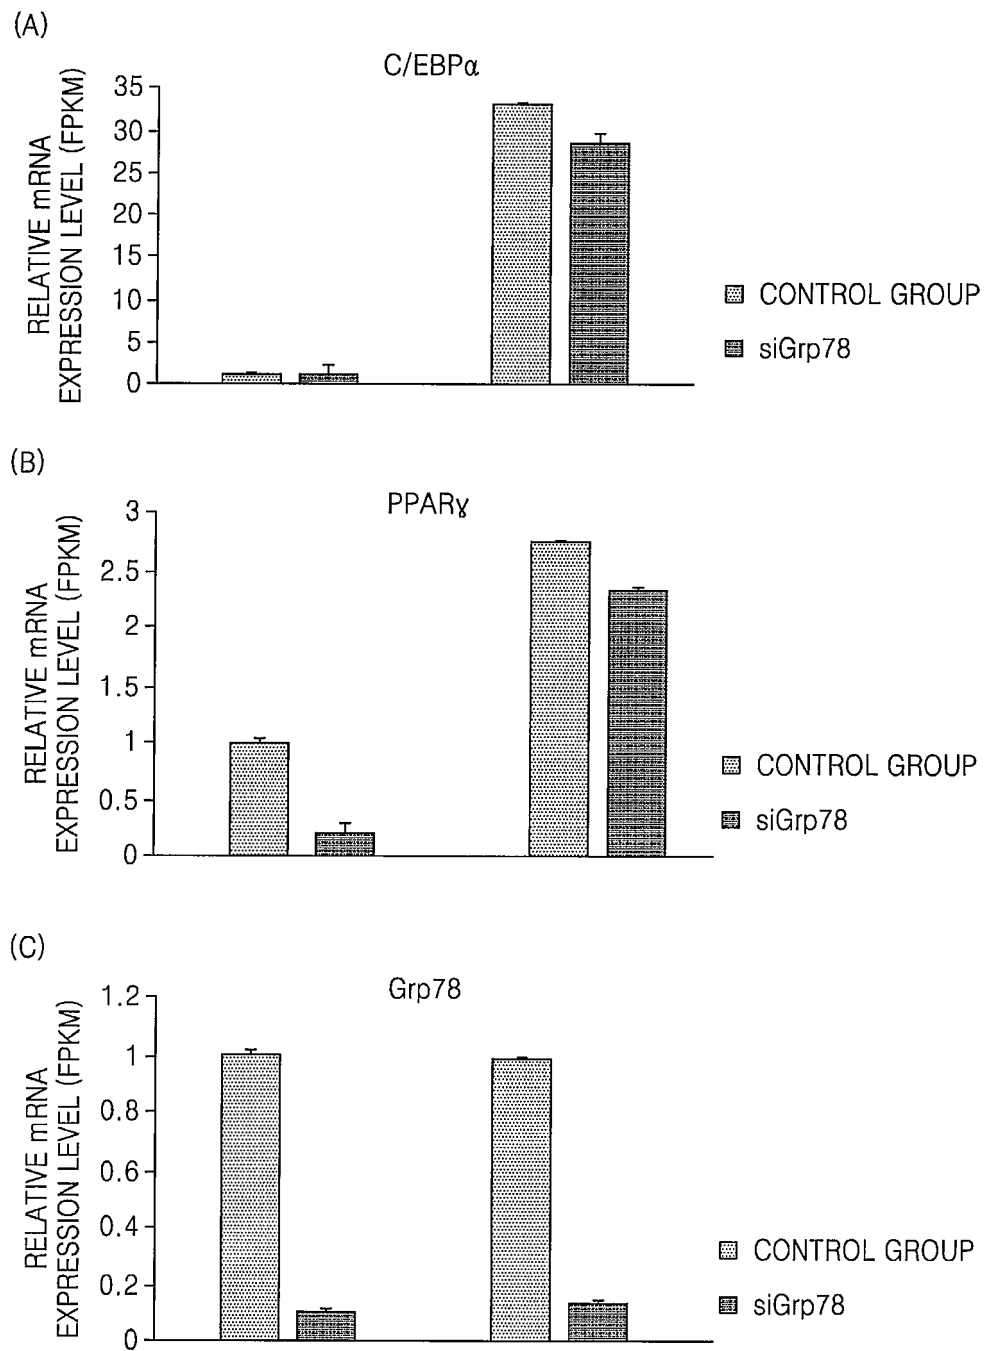 (A)
C/EBPα
RELATIVE mRNA
EXPRESSION LEVEL (FPKM)
35
30
25
20
15
10
5
0
CONTROL GROUP
siGrp78
(B)
PPARɣ
RELATIVE mRNA
EXPRESSION LEVEL (FPKM)
3
2.5
2
1.5
1
0.5
0
CONTROL GROUP
siGrp78
(C)
Grp78
RELATIVE mRNA
EXPRESSION LEVEL (FPKM)
1.2
1
0.8
0.6
0.4
0.2
0
CONTROL GROUP
siGrp78